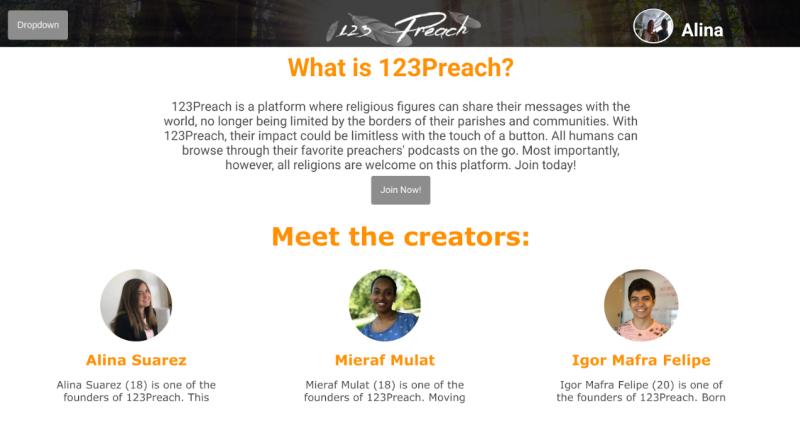 Dropdown
123 Preach
Alina
What is 123Preach?
123Preach is a platform where religious figures can share their messages with the
world, no longer being limited by the borders of their parishes and communities. With
123Preach, their impact could be limitless with the touch of a button. All humans can
browse through their favorite preachers' podcasts on the go. Most importantly,
however, all religions are welcome on this platform. Join today!
Join Now!
Meet the creators:
Alina Suarez
Mieraf Mulat
Igor Mafra Felipe
Alina Suarez (18) is one of the
founders of 123Preach. This
Mieraf Mulat (18) is one of the
founders of 123Preach. Moving
Igor Mafra Felipe (20) is one of
the founders of 123Preach. Born